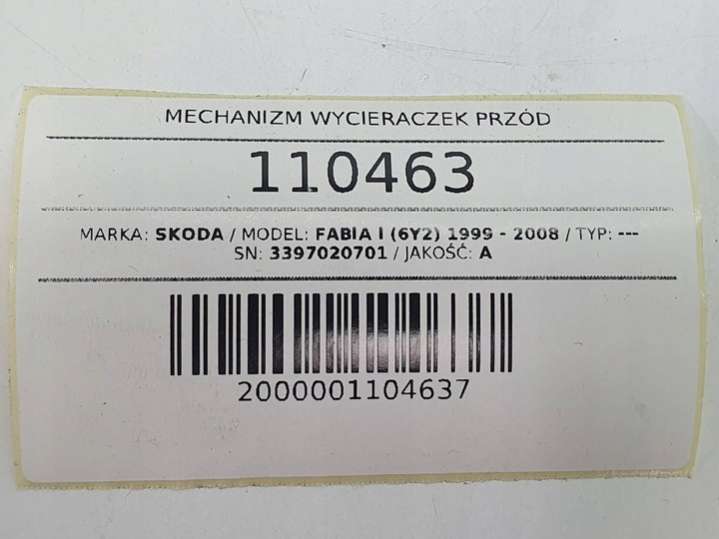 MECHANIZM WYCIERACZEK PRZÓD
110463
MARKA: SKODA / MODEL: FABIA I (6Y2) 1999 - 2008 / TYP: ---
SN: 3397020701 / JAKOŚĆ: A
2000001104637